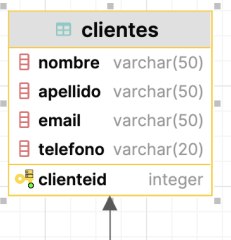 clientes
nombre varchar(50)
apellido varchar(50)
email varchar(50)
telefono varchar(20)
clienteid integer